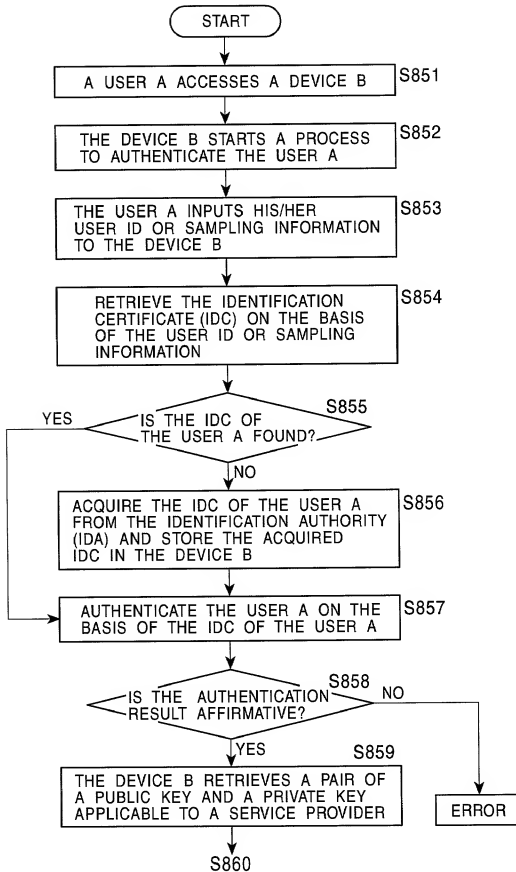 START
A USER A ACCESSES A DEVICE B
S851
THE DEVICE B STARTS A PROCESS
TO AUTHENTICATE THE USER A
S852
THE USER A INPUTS HIS/HER
USER ID OR SAMPLING INFORMATION
TO THE DEVICE B
S853
RETRIEVE THE IDENTIFICATION
CERTIFICATE (IDC) ON THE BASIS
OF THE USER ID OR SAMPLING
INFORMATION
S854
S855
YES
IS THE IDC OF
THE USER A FOUND?
NO
ACQUIRE THE IDC OF THE USER A
FROM THE IDENTIFICATION AUTHORITY
(IDA) AND STORE THE ACQUIRED
IDC IN THE DEVICE B
S856
AUTHENTICATE THE USER A ON THE
BASIS OF THE IDC OF THE USER A
S857
S858
IS THE AUTHENTICATION
RESULT AFFIRMATIVE?
NO
YES
S859
THE DEVICE B RETRIEVES A PAIR OF
A PUBLIC KEY AND A PRIVATE KEY
APPLICABLE TO A SERVICE PROVIDER
ERROR
S860